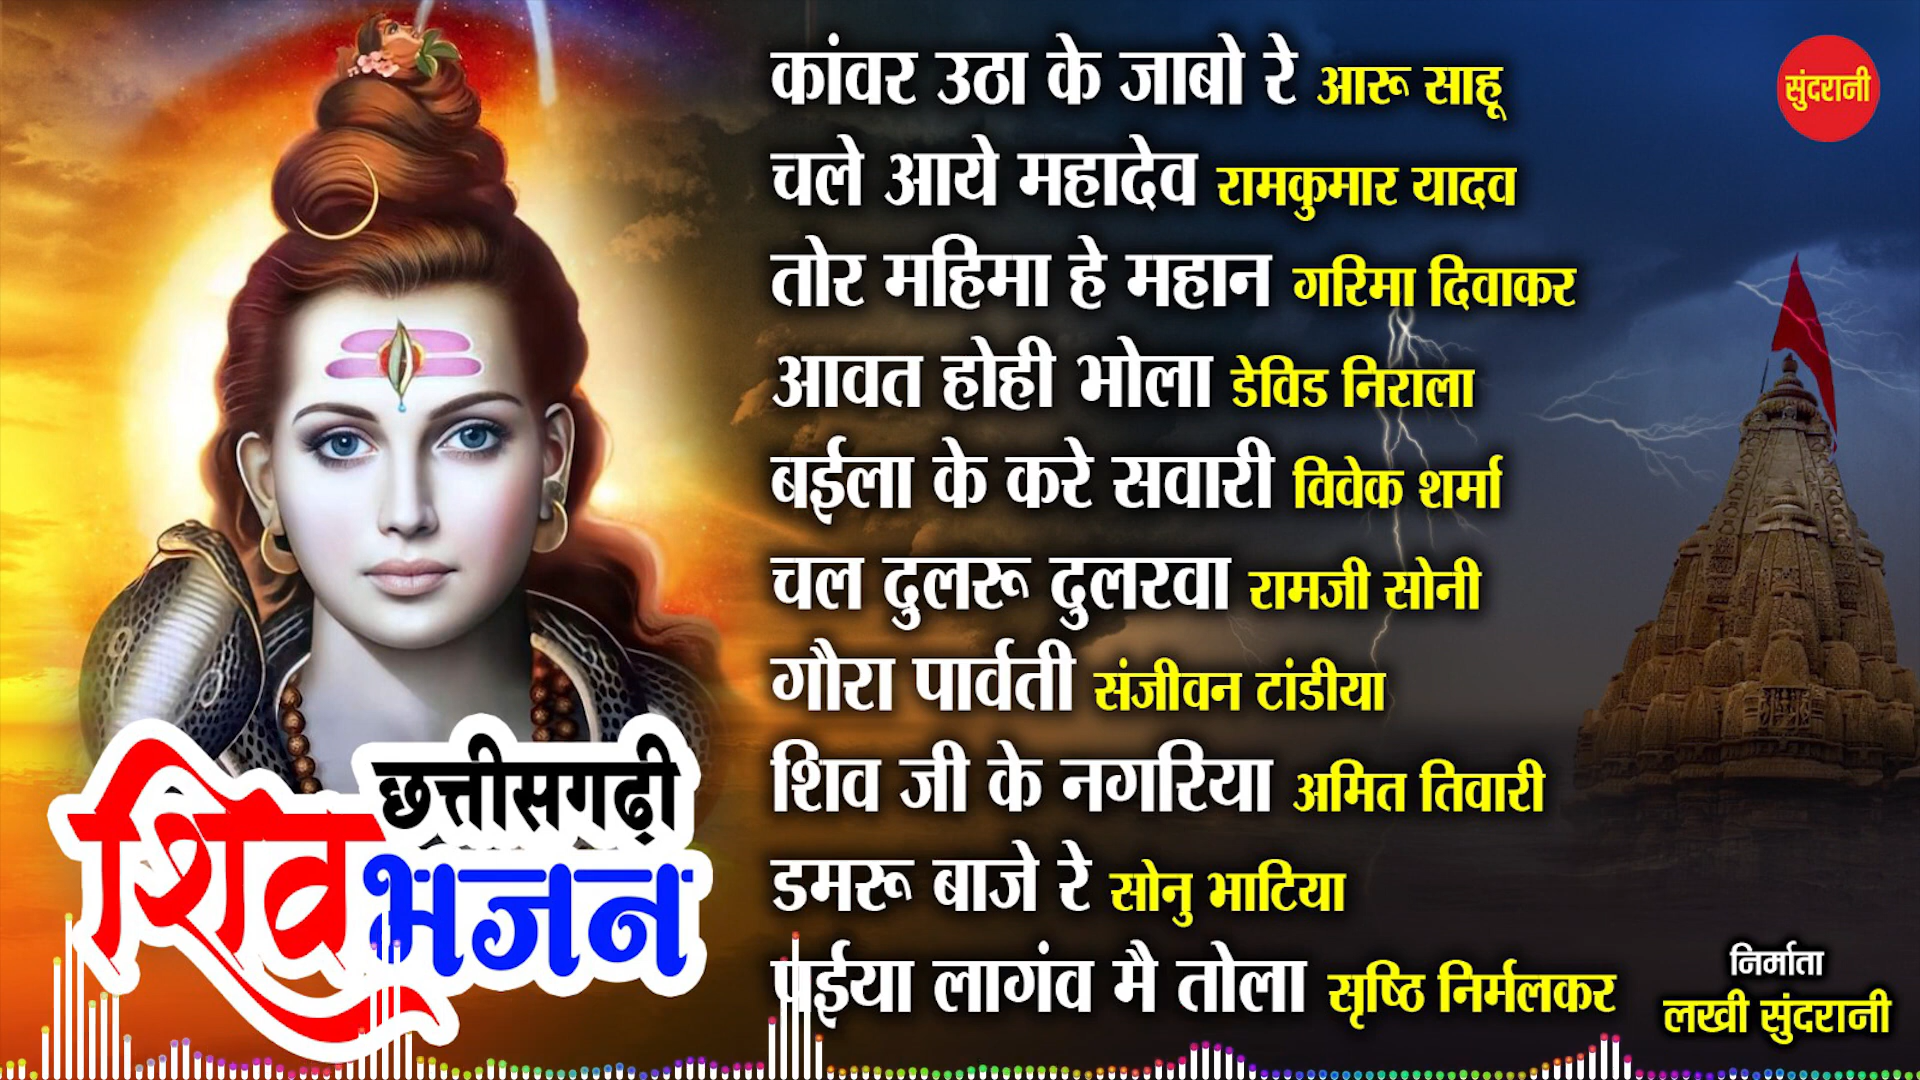 कांवर उठा के जाबो रे आरू साहू
चले आये महादेव रामकुमार यादव
तोर महिमा हे महान गरिमा दिवाकर
आवत होही भोला डेविड निराला
बईला के करे सवारी विवेक शर्मा
चल दुलरू दुलरवा रामजी सोनी
गौरा पार्वती संजीवन टांडीया
शिव जी के नगरिया अमित तिवारी
डमरू बाजे रे सोनु भाटिया
पईया लागंव मै तोला सृष्ठि निर्मलकर
सुंदरानी
छत्तीसगढ़ी
शिव भजन
निर्माता
लखी सुंदरानी